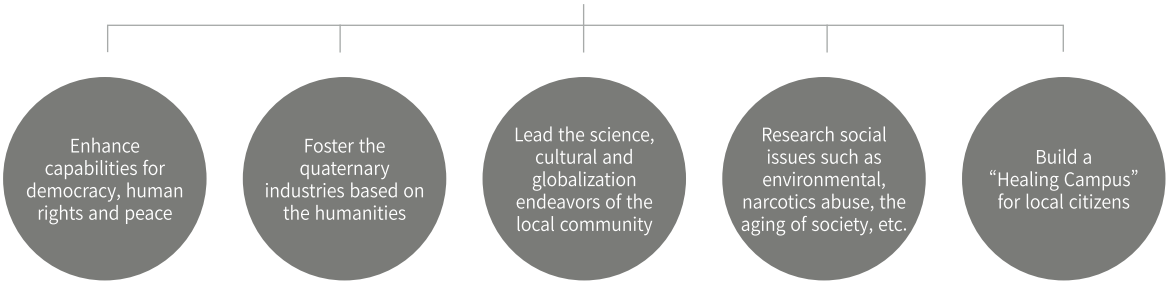 Enhance
capabilities for
democracy, human
rights and peace
Foster the
quaternary
industries based on
the humanities
Lead the science,
cultural and
globalization
endeavors of the
local community
Research social
issues such as
environmental,
narcotics abuse, the
aging of society, etc.
Build a
“Healing Campus”
for local citizens